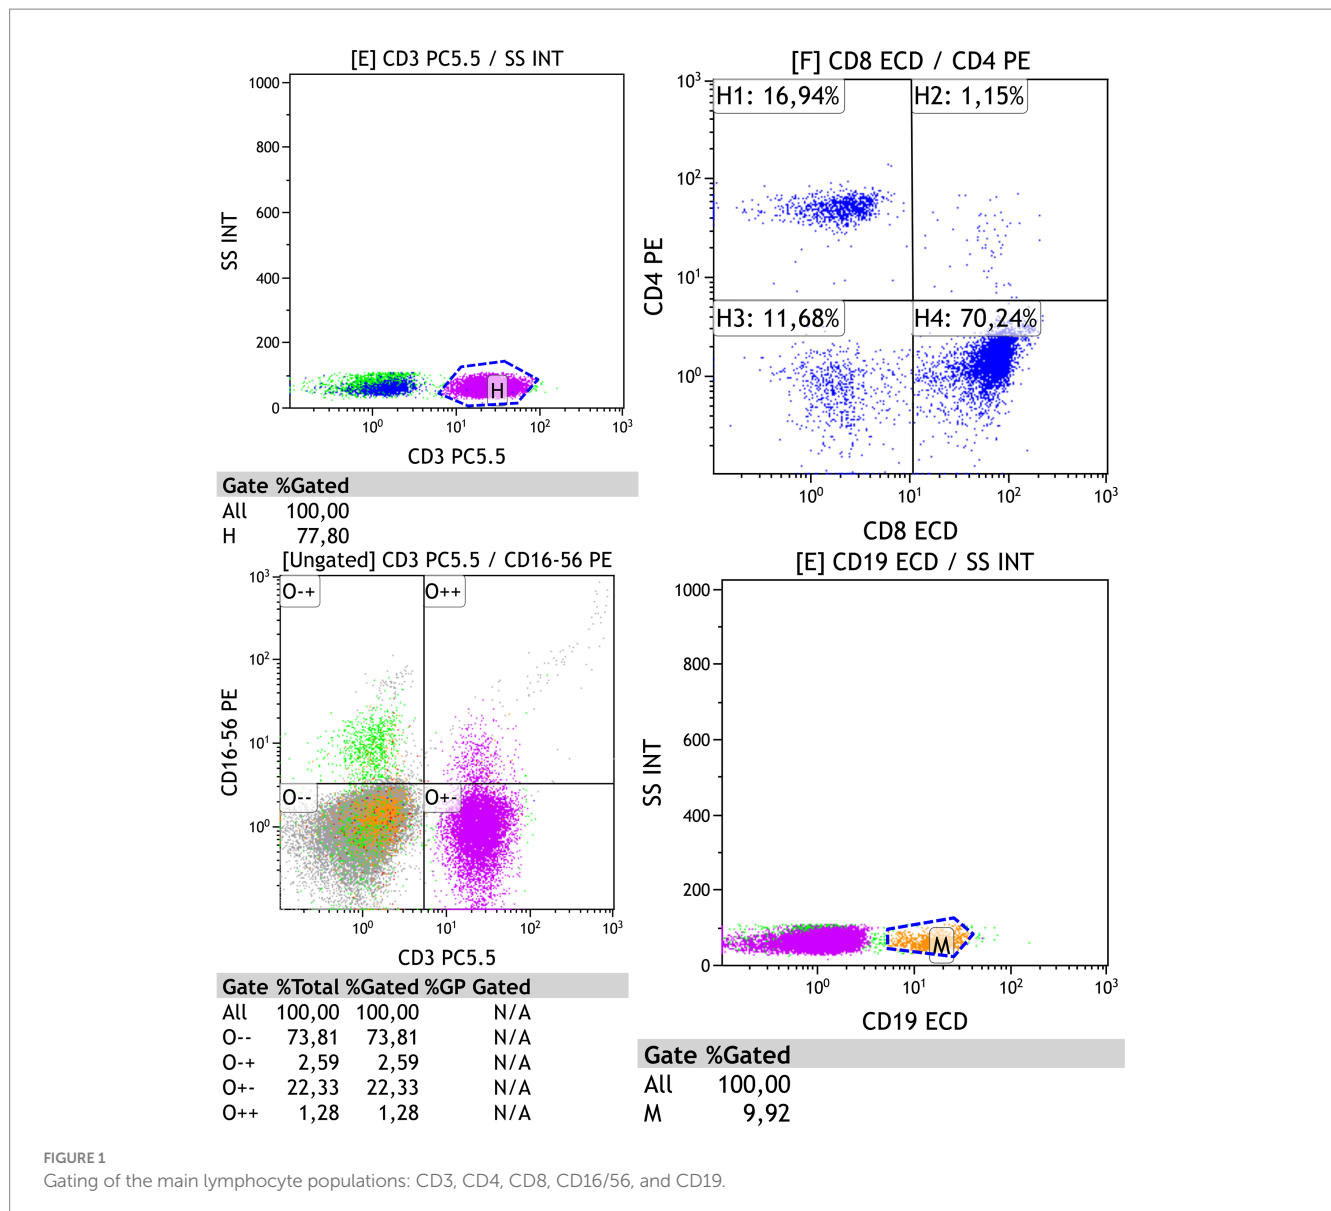 [E] CD3 PC5.5 / SS INT
1000
800
600
400
200
0
SS INT
H
10⁰ 10¹ 10² 10³
CD3 PC5.5
Gate %Gated
All 100,00
H 77,80
[F] CD8 ECD / CD4 PE
H1: 16,94% H2: 1,15%
H3: 11,68% H4: 70,24%
10³
10²
10¹
10⁰
CD4 PE
10⁰ 10¹ 10² 10³
CD8 ECD
[Ungated] CD3 PC5.5 / CD16-56 PE
O-+ O++
O-- O+-
10³
10²
10¹
10⁰
CD16-56 PE
10⁰ 10¹ 10² 10³
CD3 PC5.5
Gate %Total %Gated %GP Gated
All 100,00 100,00 N/A
O-- 73,81 73,81 N/A
O-+ 2,59 2,59 N/A
O+- 22,33 22,33 N/A
O++ 1,28 1,28 N/A
[E] CD19 ECD / SS INT
1000
800
600
400
200
0
SS INT
M
10⁰ 10¹ 10² 10³
CD19 ECD
Gate %Gated
All 100,00
M 9,92
FIGURE 1
Gating of the main lymphocyte populations: CD3, CD4, CD8, CD16/56, and CD19.